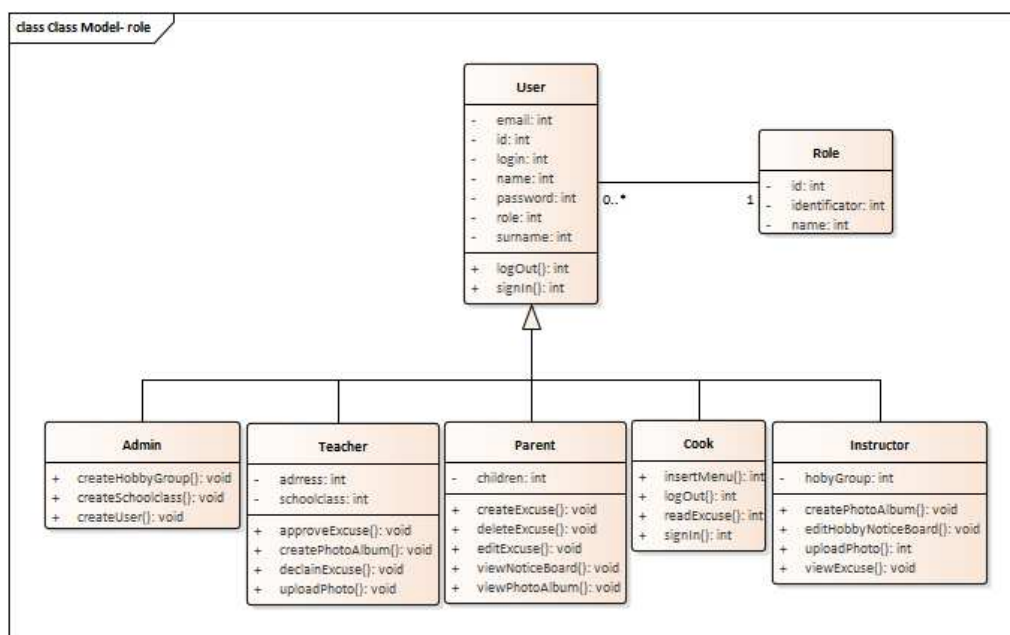 class Class Model- role
User
- email: int
- id: int
- login: int
- name: int
- password: int
- role: int
- surname: int
+ logOut(): int
+ signIn(): int
0..*
1
Role
- id: int
- identificator: int
- name: int
Admin
+ createHobbyGroup(): void
+ createSchoolclass(): void
+ createUser(): void
Teacher
- adrress: int
- schoolclass: int
+ approveExcuse(): void
+ createPhotoAlbum(): void
+ declainExcuse(): void
+ uploadPhoto(): void
Parent
- children: int
+ createExcuse(): void
+ deleteExcuse(): void
+ editExcuse(): void
+ viewNoticeBoard(): void
+ viewPhotoAlbum(): void
Cook
+ insertMenu(): int
+ logOut(): int
+ readExcuse(): int
+ signIn(): int
Instructor
- hobyGroup: int
+ createPhotoAlbum(): void
+ editHobbyNoticeBoard(): void
+ uploadPhoto(): int
+ viewExcuse(): void